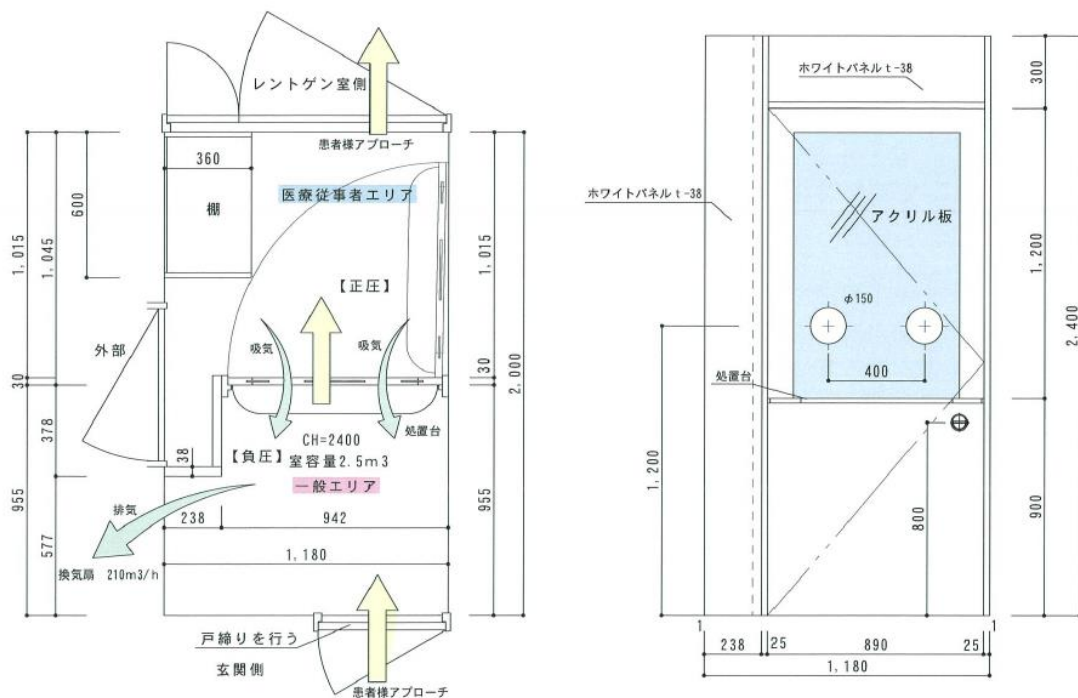 レントゲン室側
患者様アプローチ
360
医療従事者エリア
棚
600
1,015
1,045
1,015
【正圧】
吸気
吸気
外部
30
30
2,000
処置台
378
38
CH=2400
【負圧】
室容量2.5m3
一般エリア
955
955
排気
238
942
577
1,180
換気扇 210m3/h
戸締りを行う
玄関側
患者様アプローチ
ホワイトパネルt-38
300
ホワイトパネルt-38
アクリル板
1,200
φ150
2,400
400
処置台
1,200
800
900
1
1
238
25
890
25
1,180